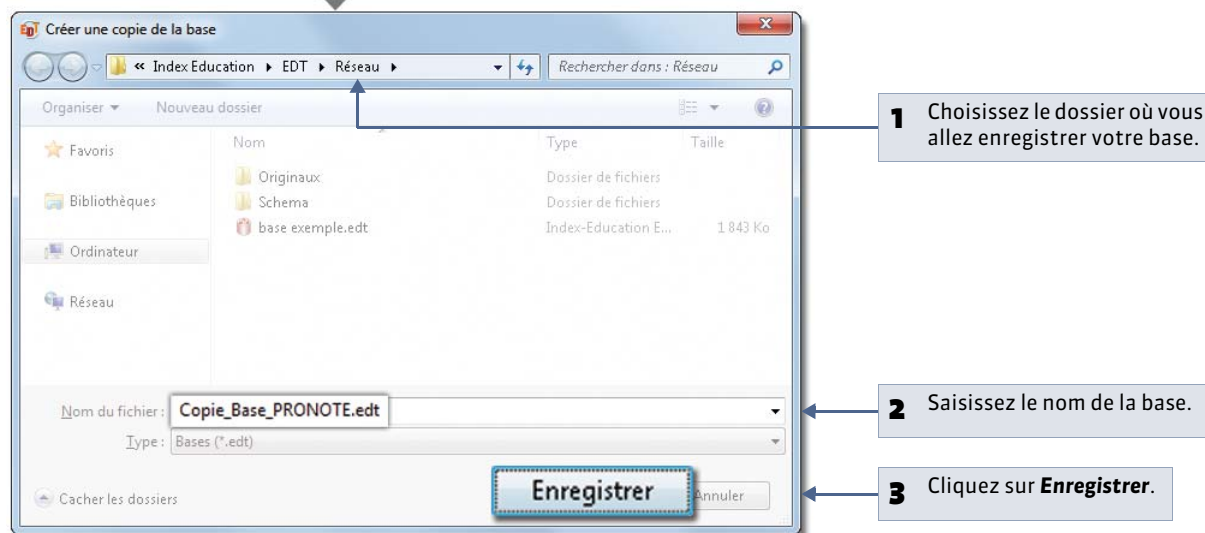 EDT Créer une copie de la base
« Index Education ▸ EDT ▸ Réseau ▸
Rechercher dans : Réseau
Organiser ▾ Nouveau dossier
Nom Type Taille
Favoris
Originaux Dossier de fichiers
Bibliothèques
Schema Dossier de fichiers
base exemple.edt Index-Education E... 1 843 Ko
Ordinateur
Réseau
1 Choisissez le dossier où vous
allez enregistrer votre base.
Nom du fichier : Copie_Base_PRONOTE.edt
2 Saisissez le nom de la base.
Type : Bases (*.edt)
Cacher les dossiers
Enregistrer Annuler
3 Cliquez sur Enregistrer.